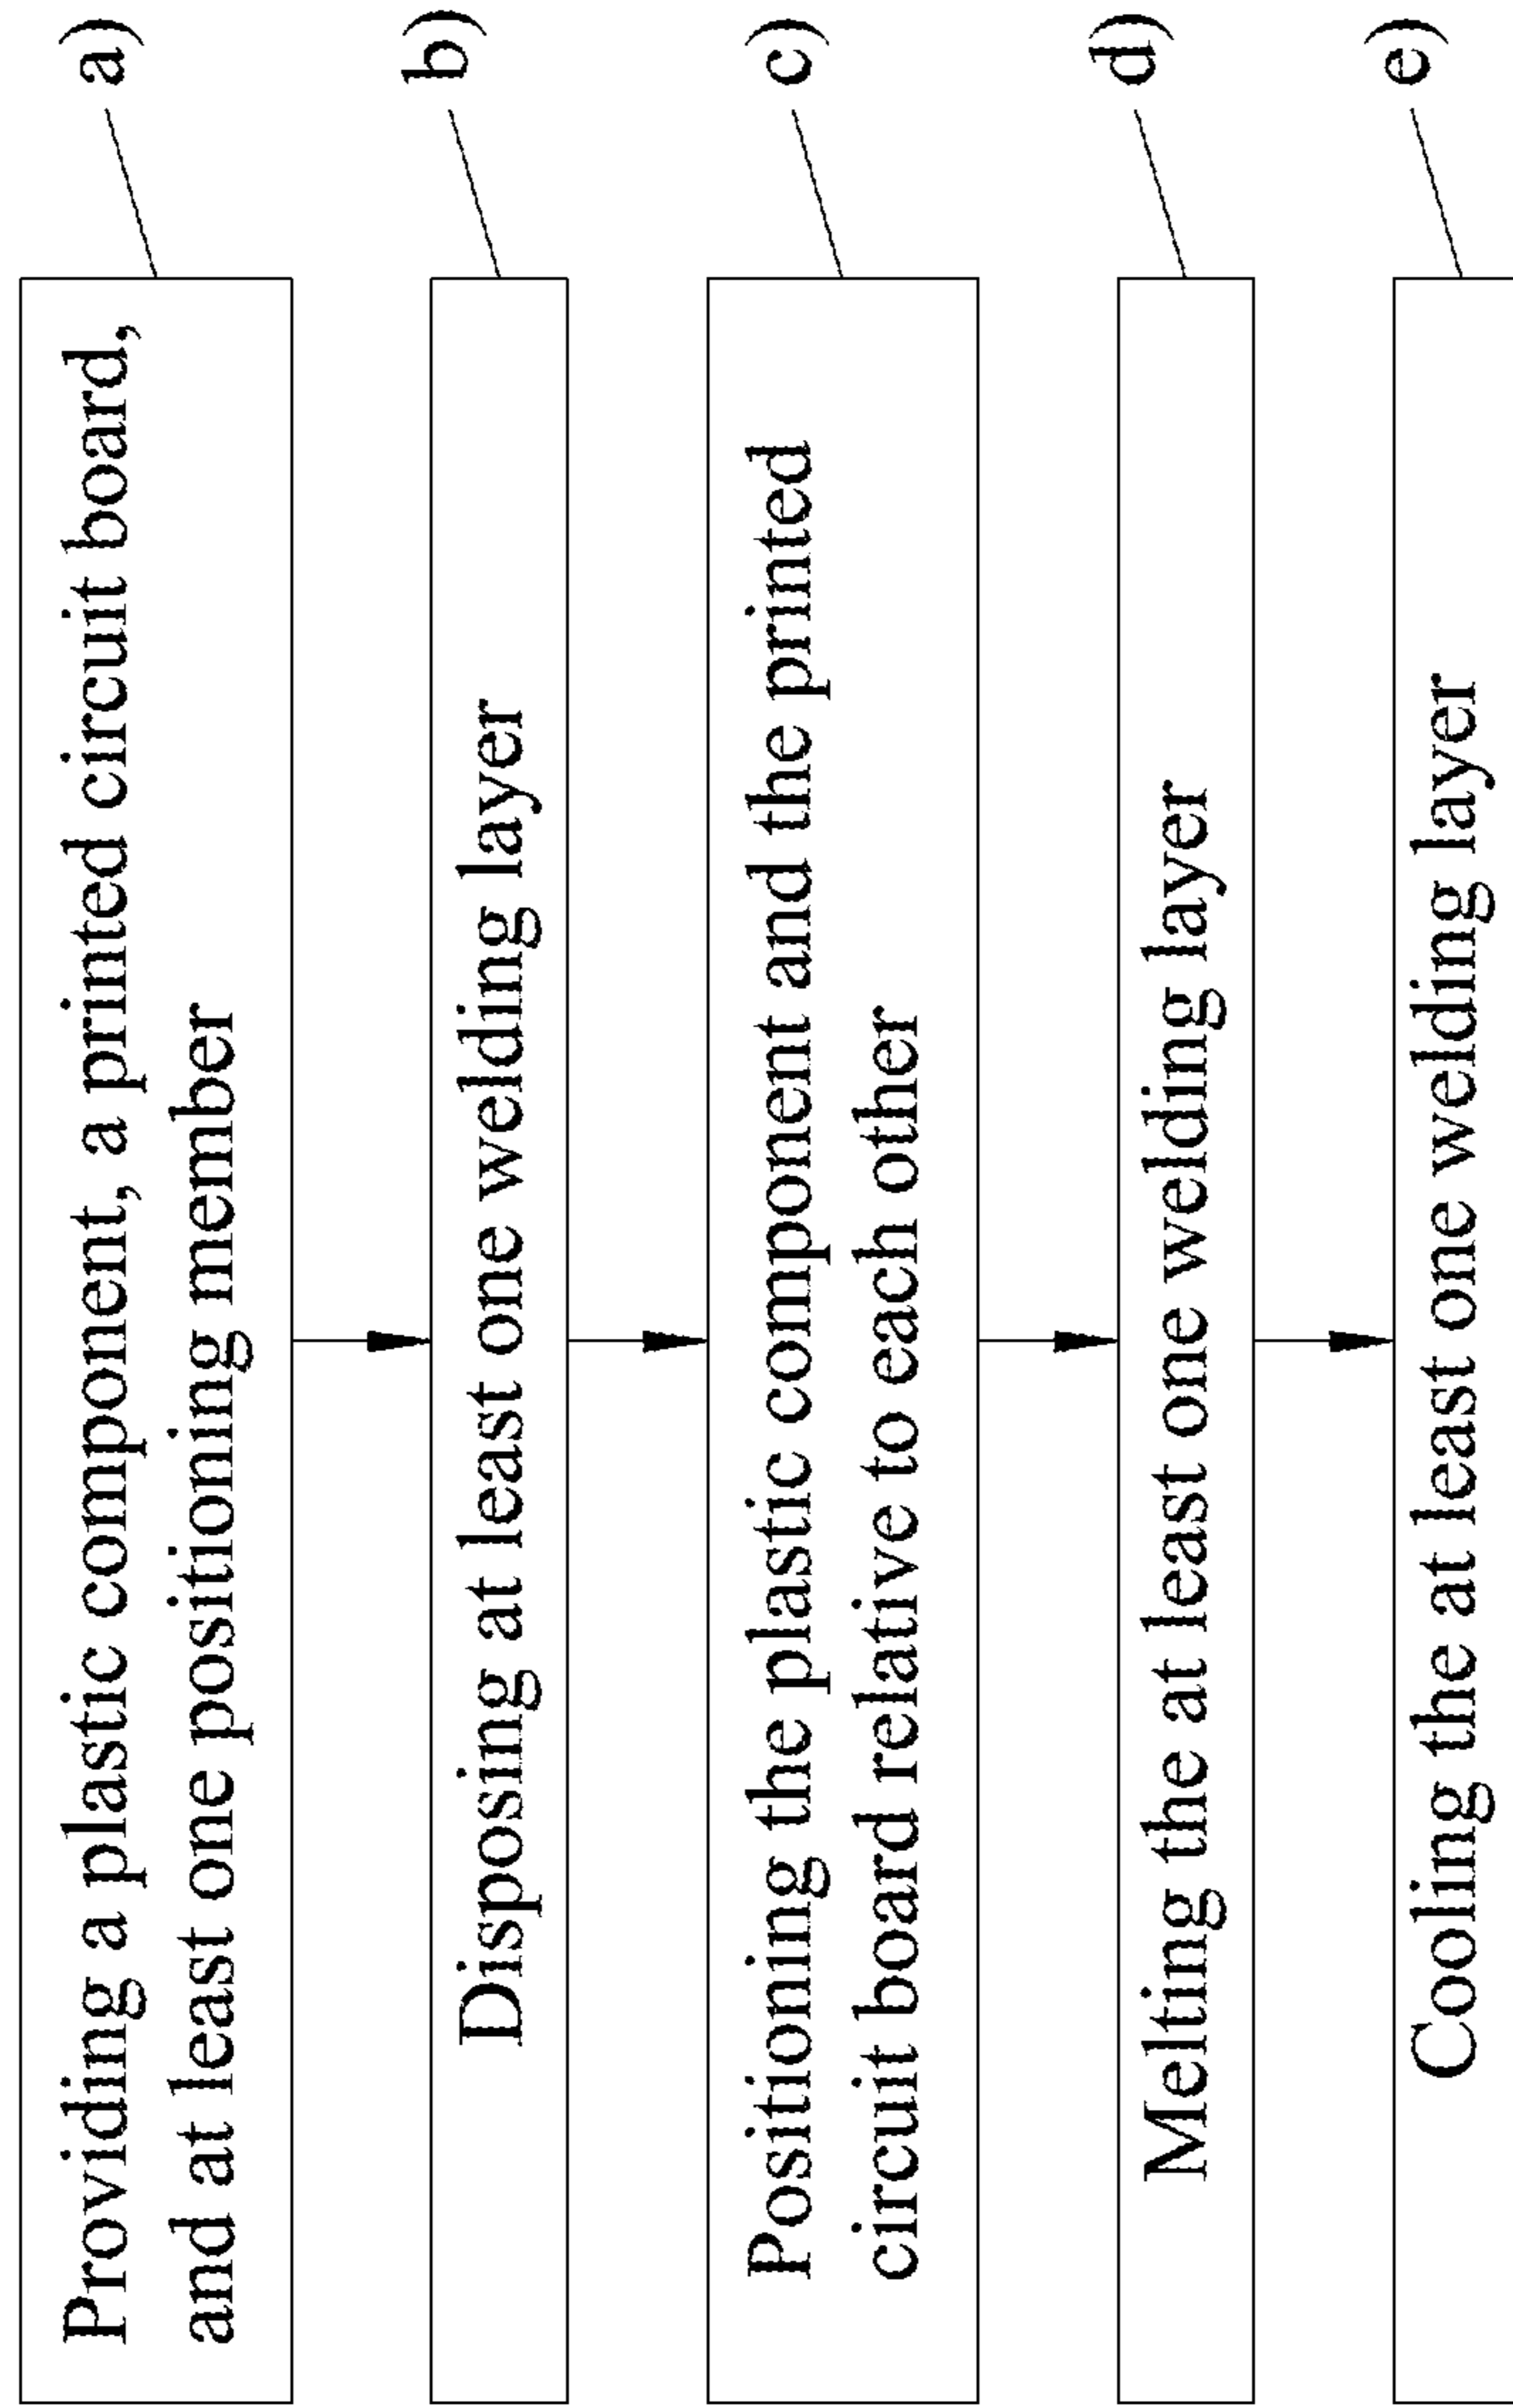 Providing a plastic component, a printed circuit board,
and at least one positioning member
a)
Disposing at least one welding layer
b)
Positioning the plastic component and the printed
circuit board relative to each other
c)
Melting the at least one welding layer
d)
Cooling the at least one welding layer
e)